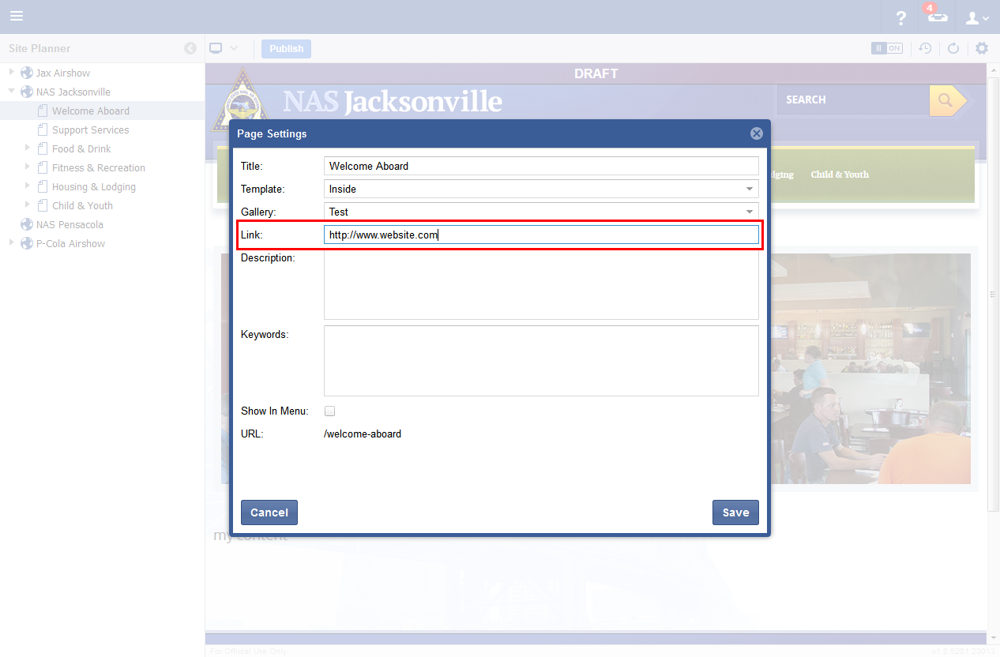 4
Site Planner
Publish
ON
Jax Airshow
NAS Jacksonville
Welcome Aboard
Support Services
Food & Drink
Fitness & Recreation
Housing & Lodging
Child & Youth
NAS Pensacola
P-Cola Airshow
DRAFT
NAS Jacksonville
SEARCH
dging
Child & Youth
Page Settings
Title:
Welcome Aboard
Template:
Inside
Gallery:
Test
Link:
http://www.website.com
Description:
Keywords:
Show In Menu:
URL:
/welcome-aboard
Cancel
Save
my content
For Official Use Only